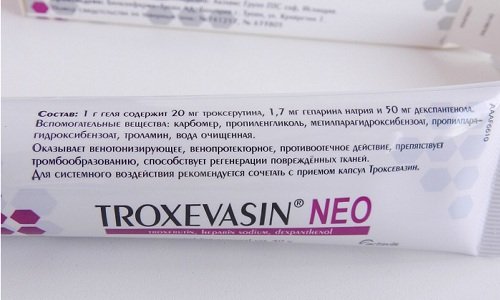 Состав: 1 г геля содержит 20 мг троксерутина, 1,7 мг гепарина натрия и 50 мг декспантенола.
Вспомогательные вещества: карбомер, пропиленгликоль, метилпарагидроксибензоат, пропилпара-
гидроксибензоат, троламин, вода очищенная.
Оказывает венотонизирующее, венопротекторное, противоотечное действие, препятствует
тромбообразованию, способствует регенерации повреждённых тканей.
Для системного воздействия рекомендуется сочетать с приемом капсул Троксевазин.
TROXEVASIN® NEO
troxerutin, heparin sodium, dexpanthenol